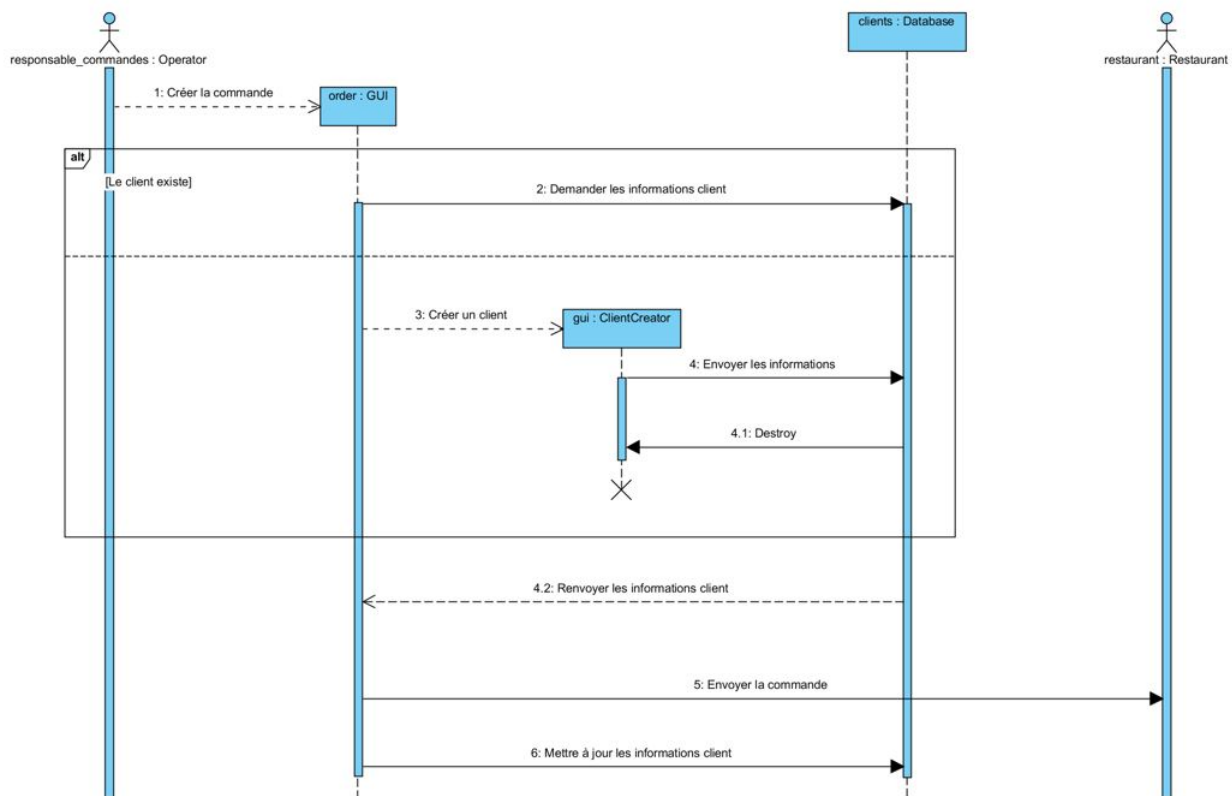 clients : Database
responsable_commandes : Operator
restaurant : Restaurant
1: Créer la commande
order : GUI
alt
[Le client existe]
2: Demander les informations client
3: Créer un client
gui : ClientCreator
4: Envoyer les informations
4.1: Destroy
4.2: Renvoyer les informations client
5: Envoyer la commande
6: Mettre à jour les informations client